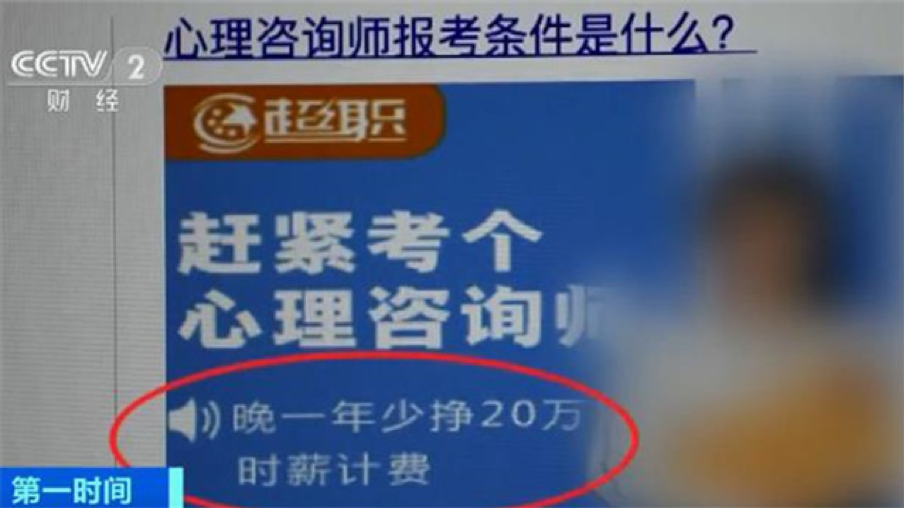 心理咨询师报考条件是什么?
CCTV 2
财经
超职
赶紧考个
心理咨询师
晚一年少挣20万
时薪计费
第一时间